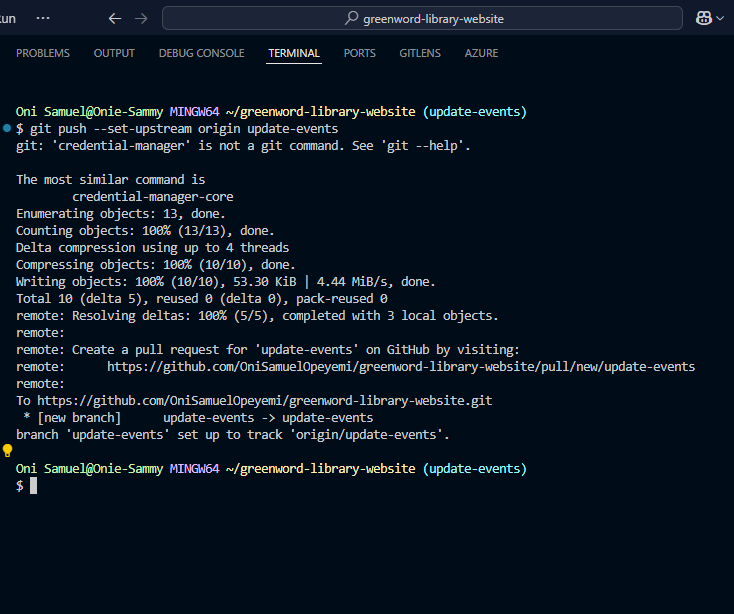 un ··· greenword-library-website
PROBLEMS OUTPUT DEBUG CONSOLE TERMINAL PORTS GITLENS AZURE
Oni Samuel@Onie-Sammy MINGW64 ~/greenword-library-website (update-events)
$ git push --set-upstream origin update-events
git: 'credential-manager' is not a git command. See 'git --help'.
The most similar command is
credential-manager-core
Enumerating objects: 13, done.
Counting objects: 100% (13/13), done.
Delta compression using up to 4 threads
Compressing objects: 100% (10/10), done.
Writing objects: 100% (10/10), 53.30 KiB | 4.44 MiB/s, done.
Total 10 (delta 5), reused 0 (delta 0), pack-reused 0
remote: Resolving deltas: 100% (5/5), completed with 3 local objects.
remote:
remote: Create a pull request for 'update-events' on GitHub by visiting:
remote:      https://github.com/OniSamuelOpeyemi/greenword-library-website/pull/new/update-events
remote:
To https://github.com/OniSamuelOpeyemi/greenword-library-website.git
* [new branch]      update-events -> update-events
branch 'update-events' set up to track 'origin/update-events'.
Oni Samuel@Onie-Sammy MINGW64 ~/greenword-library-website (update-events)
$